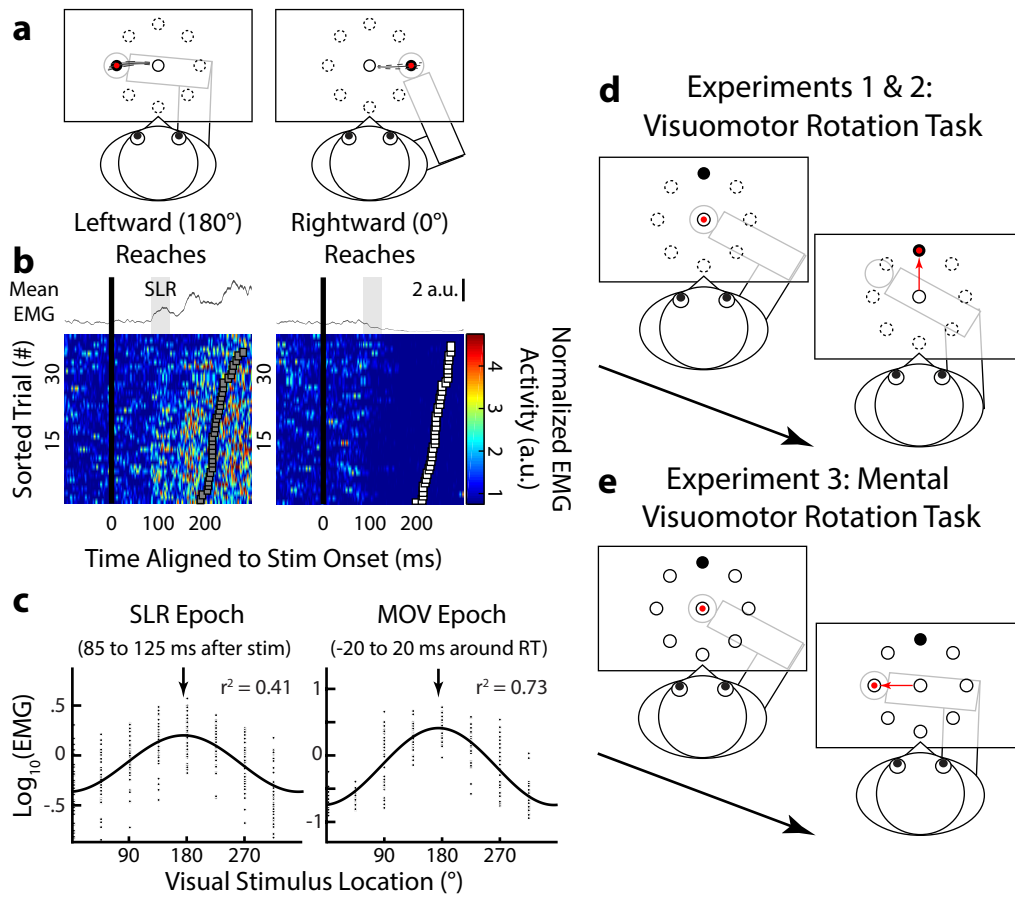 a
Leftward (180°)
Reaches
Rightward (0°)
Reaches
b
Mean
EMG
SLR
2 a.u.
Sorted Trial (#)
30
15
30
15
4
3
2
1
Normalized EMG
Activity (a.u.)
0 100 200
0 100 200
Time Aligned to Stim Onset (ms)
c
SLR Epoch
(85 to 125 ms after stim)
r² = 0.41
MOV Epoch
(-20 to 20 ms around RT)
r² = 0.73
Log₁₀(EMG)
.5
0
-.5
1
0
-1
90 180 270
90 180 270
Visual Stimulus Location (°)
d
Experiments 1 & 2:
Visuomotor Rotation Task
e
Experiment 3: Mental
Visuomotor Rotation Task